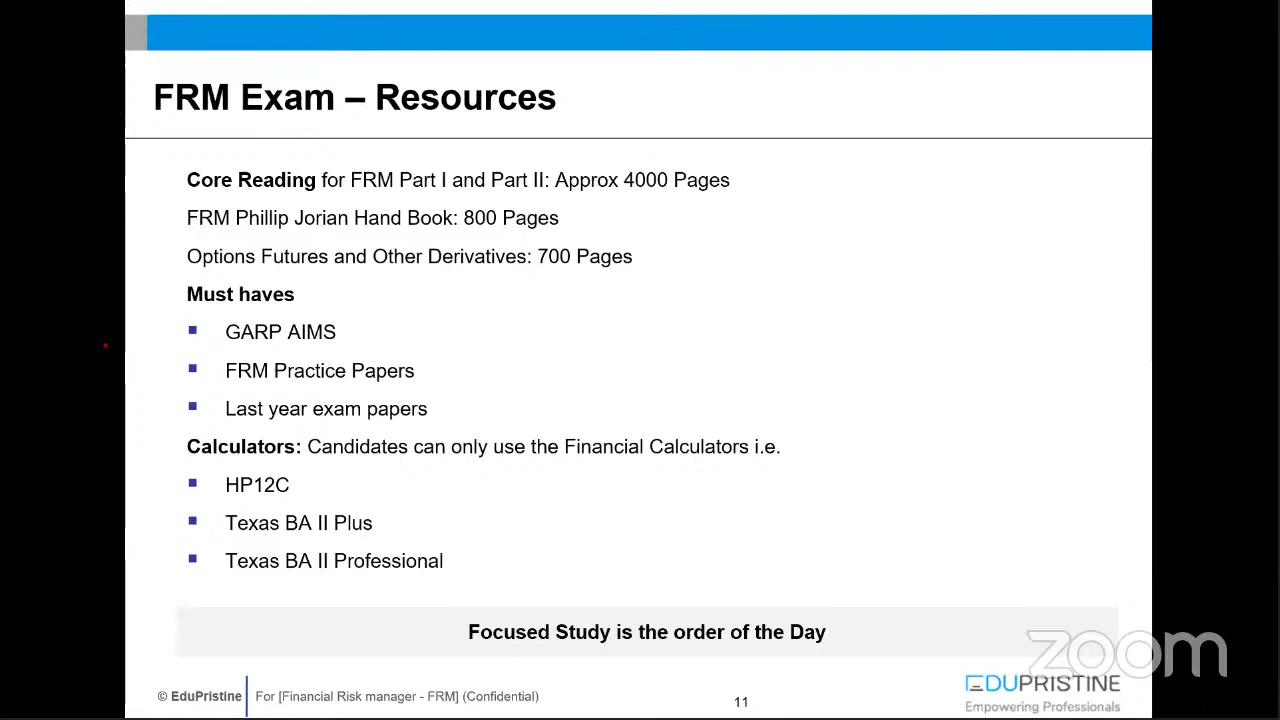 FRM Exam – Resources
Core Reading for FRM Part I and Part II: Approx 4000 Pages
FRM Phillip Jorian Hand Book: 800 Pages
Options Futures and Other Derivatives: 700 Pages
Must haves
GARP AIMS
FRM Practice Papers
Last year exam papers
Calculators: Candidates can only use the Financial Calculators i.e.
HP12C
Texas BA II Plus
Texas BA II Professional
Focused Study is the order of the Day
zoom
© EduPristine For [Financial Risk manager - FRM] (Confidential)
11
EDUPRISTINE
Empowering Professionals